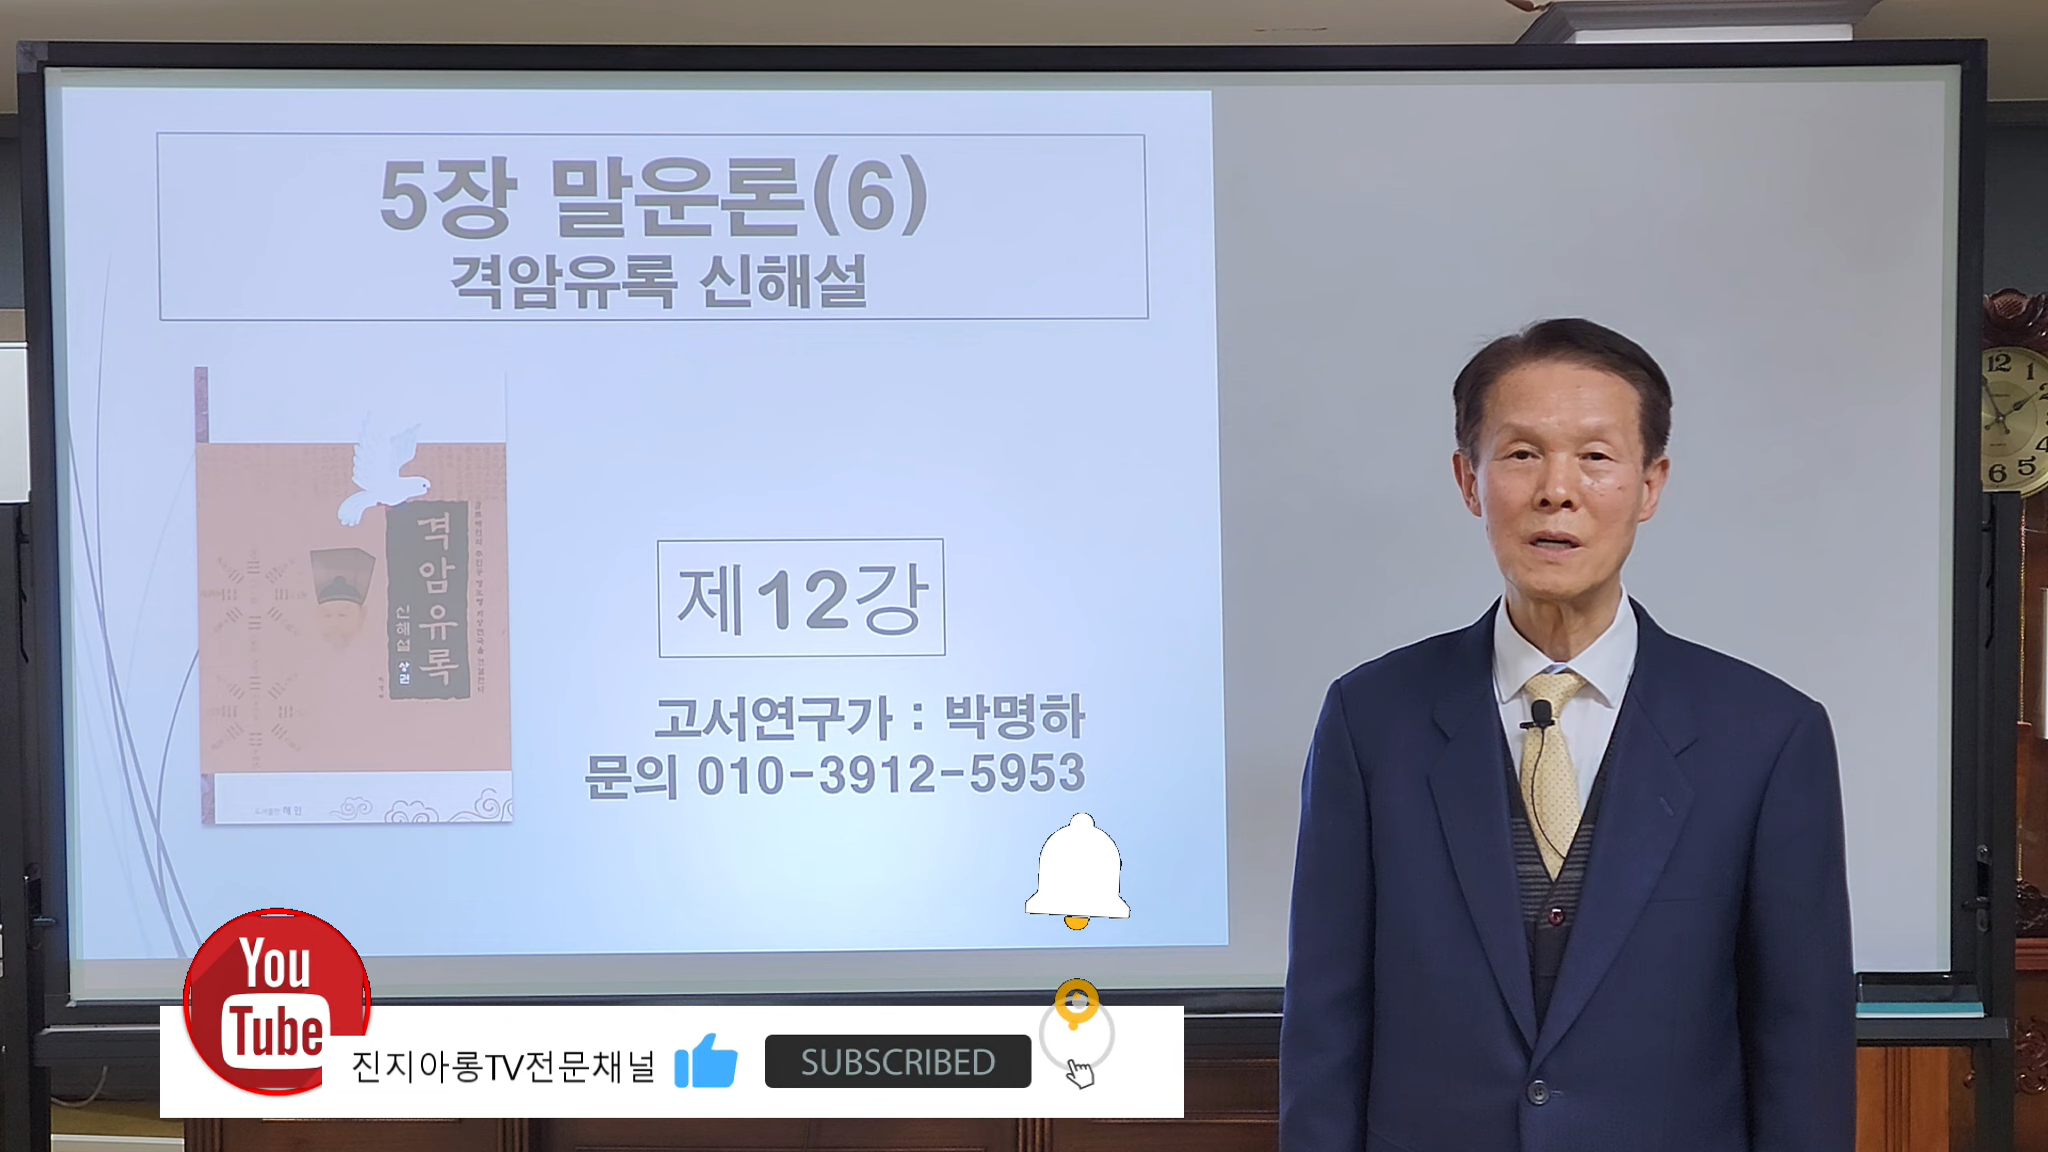 5장 말운론(6)
격암유록 신해설
격암유록
신해설
상권
제12강
고서연구가 : 박명하
문의 010-3912-5953
You
Tube
진지아롱TV전문채널
SUBSCRIBED
12
1
2
4
5
6